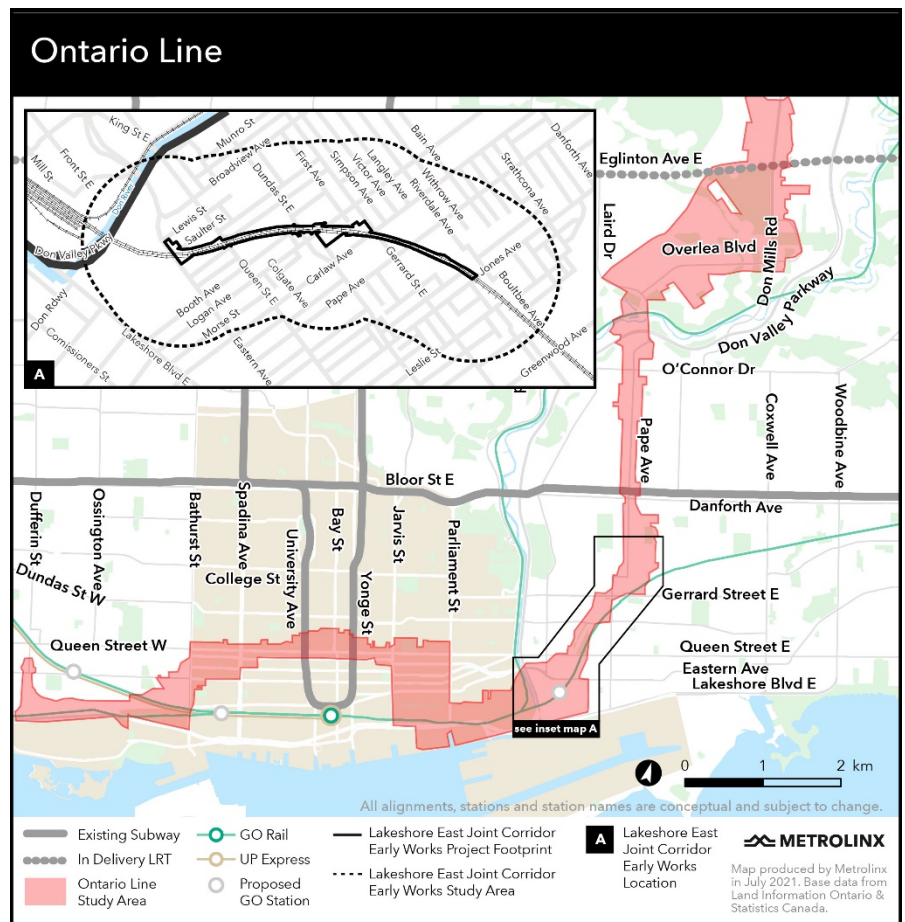 Ontario Line
King St E
Munro St
Bain Ave
Danforth Ave
Front St E
Mill St
Broadview Ave
Dundas St E
First Ave
Simpson Ave
Victor Ave
Langley Ave
Withrow Ave
Riverdale Ave
Strathcona Ave
Don River
Lewis St
Saulter St
Don Valley Pkwy
Jones Ave
Boultbee Ave
Gerrard St E
Carlaw Ave
Pape Ave
Colgate Ave
Queen St E
Booth Ave
Logan Ave
Morse St
Don Rdwy
Comissioners St
Lakeshore Blvd E
Eastern Ave
Leslie St
Greenwood Ave
A
Eglinton Ave E
Laird Dr
Overlea Blvd
Don Mills Rd
Don Valley Parkway
O'Connor Dr
Pape Ave
Coxwell Ave
Woodbine Ave
Bloor St E
Danforth Ave
Dufferin St
Ossington Ave
Bathurst St
Spadina Ave
University Ave
Bay St
Yonge St
Jarvis St
Parliament St
College St
Dundas St W
Gerrard Street E
Queen Street W
Queen Street E
Eastern Ave
Lakeshore Blvd E
see inset map A
0 1 2 km
All alignments, stations and station names are conceptual and subject to change.
Existing Subway
In Delivery LRT
Ontario Line
Study Area
GO Rail
UP Express
Proposed
GO Station
Lakeshore East Joint Corridor
Early Works Project Footprint
Lakeshore East Joint Corridor
Early Works Study Area
A
Lakeshore East
Joint Corridor
Early Works
Location
METROLINX
Map produced by Metrolinx
in July 2021. Base data from
Land Information Ontario &
Statistics Canada.